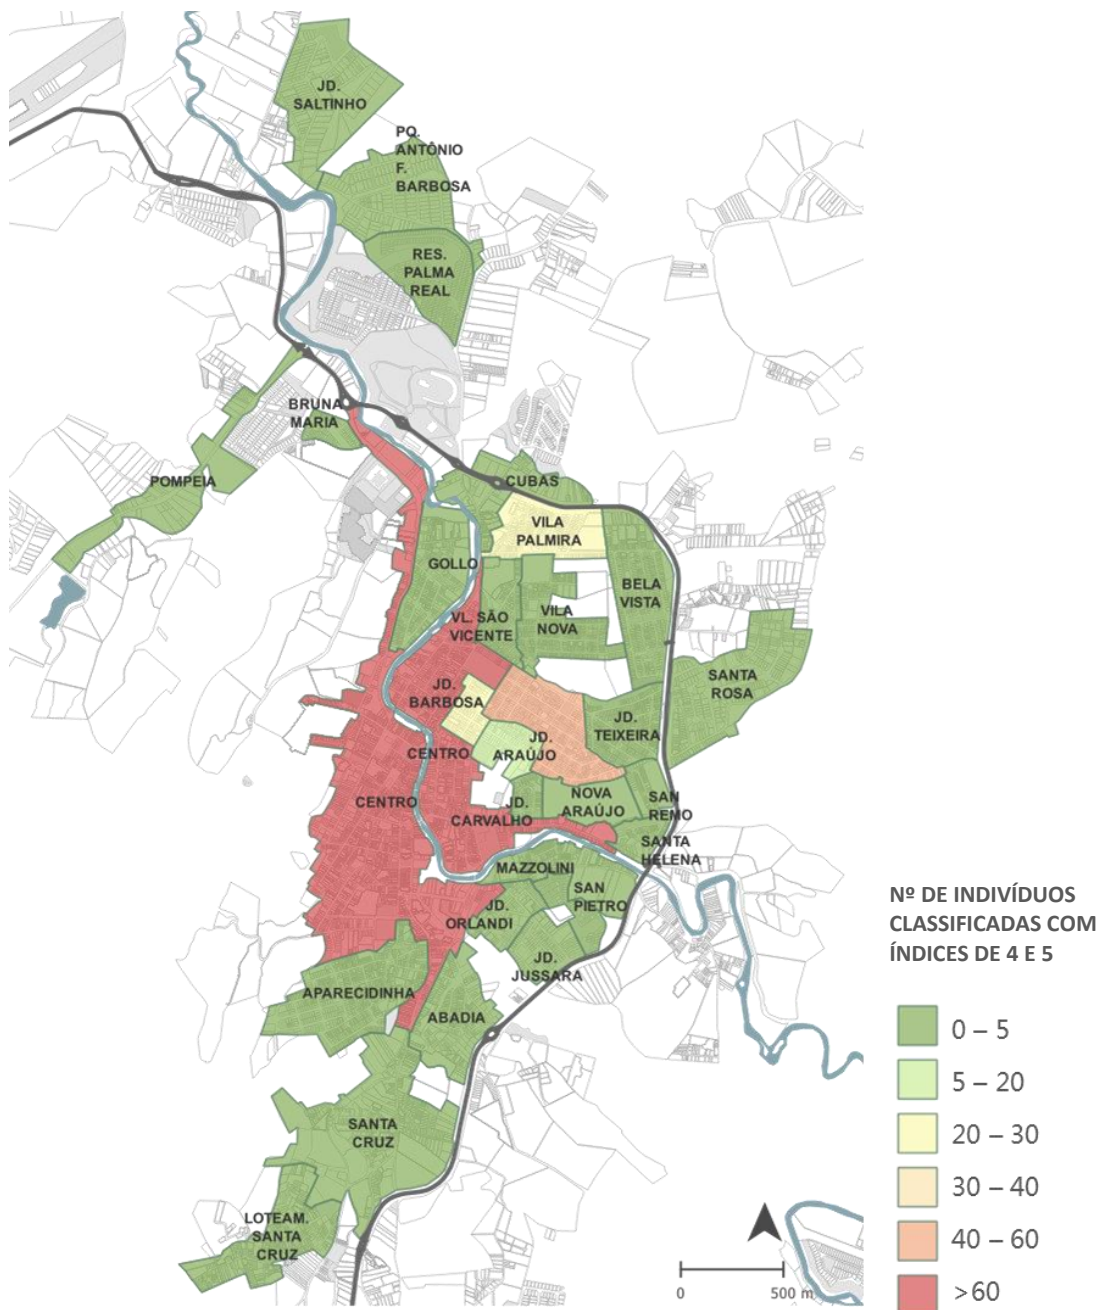 JD.
SALTINHO
PQ.
ANTÔNIO
F.
BARBOSA
RES.
PALMA
REAL
BRUNA
MARIA
POMPEIA
CUBAS
VILA
PALMIRA
GOLLO
BELA
VISTA
VL. SÃO
VICENTE
VILA
NOVA
SANTA
ROSA
JD.
BARBOSA
JD.
TEIXEIRA
JD.
ARAÚJO
CENTRO
CENTRO
NOVA
ARAÚJO
SAN
REMO
JD.
CARVALHO
SANTA
HELENA
MAZZOLINI
SAN
PIETRO
JD.
ORLANDI
JD.
JUSSARA
APARECIDINHA
ABADIA
SANTA
CRUZ
LOTEAM.
SANTA
CRUZ
0 500 m
Nº DE INDIVÍDUOS
CLASSIFICADAS COM
ÍNDICES DE 4 E 5
0 – 5
5 – 20
20 – 30
30 – 40
40 – 60
>60